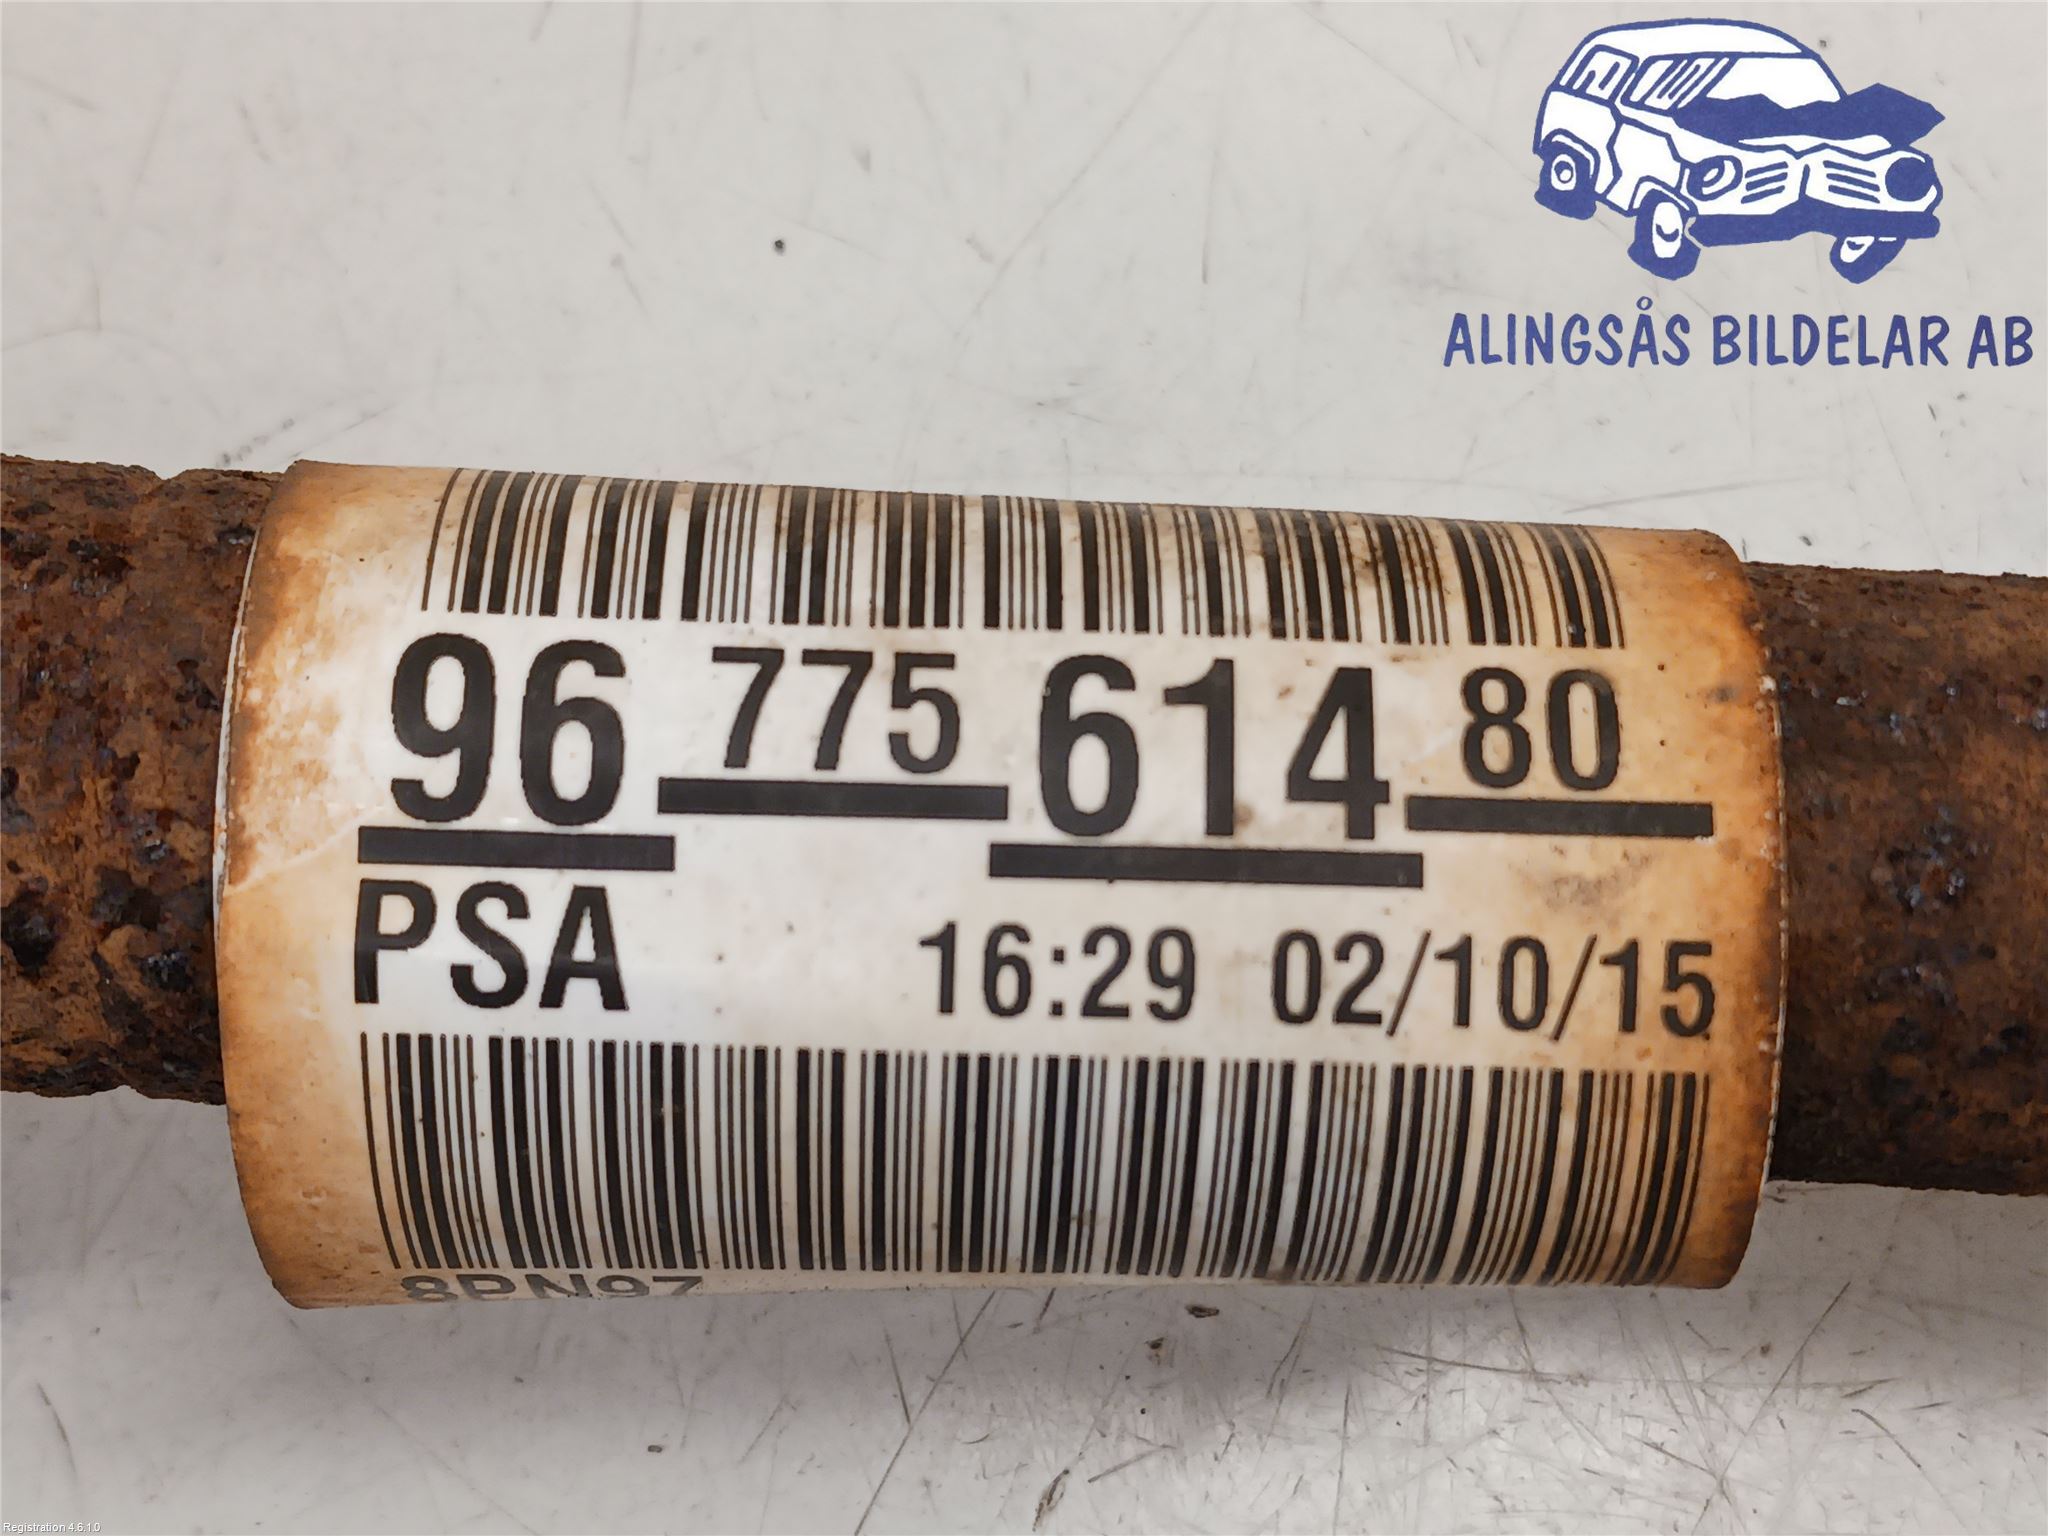 ALINGSÅS BILDELAR AB
96 775 614 80
PSA 16:29 02/10/15
8PN97
Registration 4.6.1.0